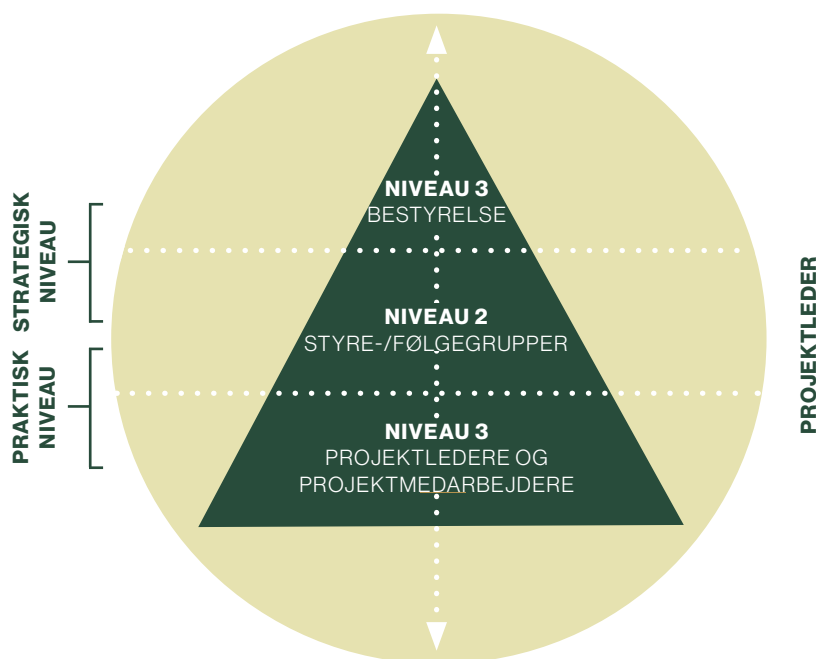 STRATEGISK
NIVEAU
PRAKTISK
NIVEAU
NIVEAU 3
BESTYRELSE
NIVEAU 2
STYRE-/FØLGEGRUPPER
NIVEAU 3
PROJEKTLEDERE OG
PROJEKTMEDARBEJDERE
PROJEKTLEDER